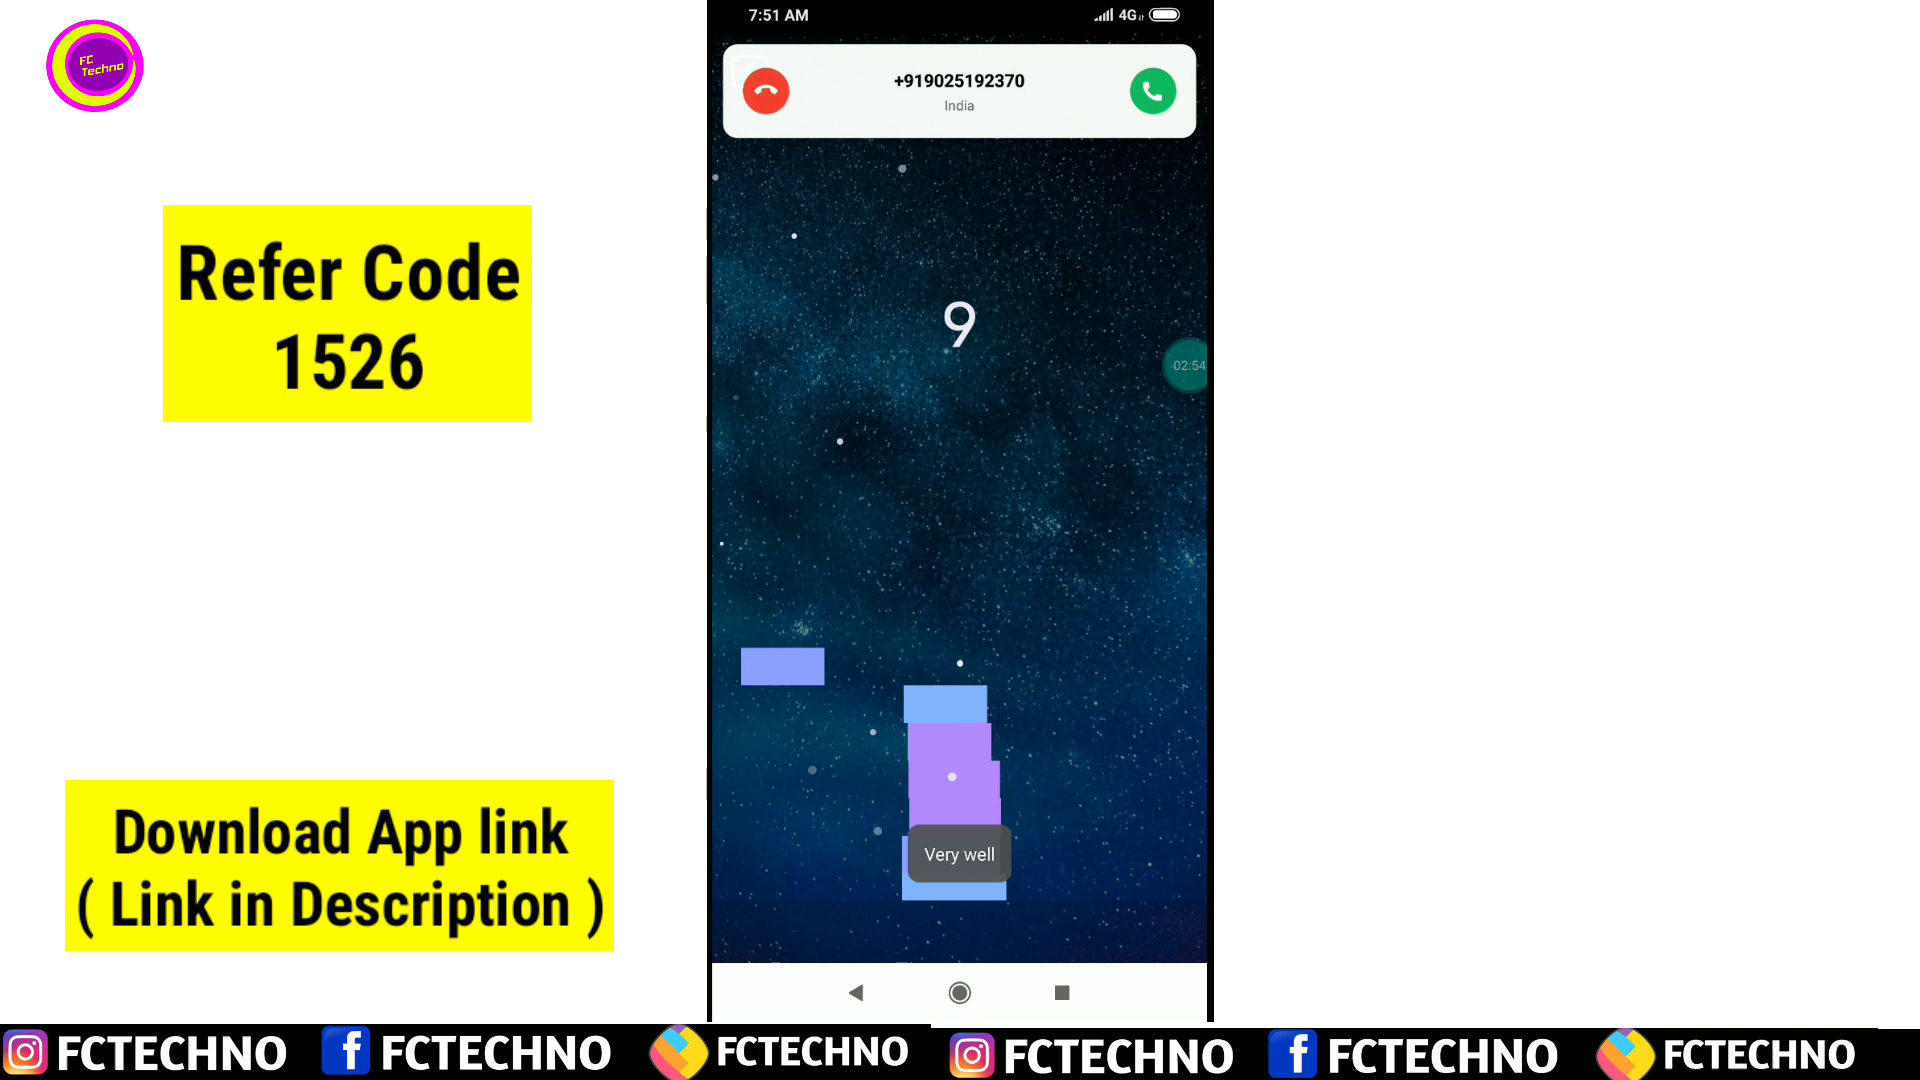 FC
Techno
Refer Code
1526
Download App link
( Link in Description )
7:51 AM
4G
+919025192370
India
9
02:54
Very well
FCTECHNO
FCTECHNO
FCTECHNO
FCTECHNO
FCTECHNO
FCTECHNO